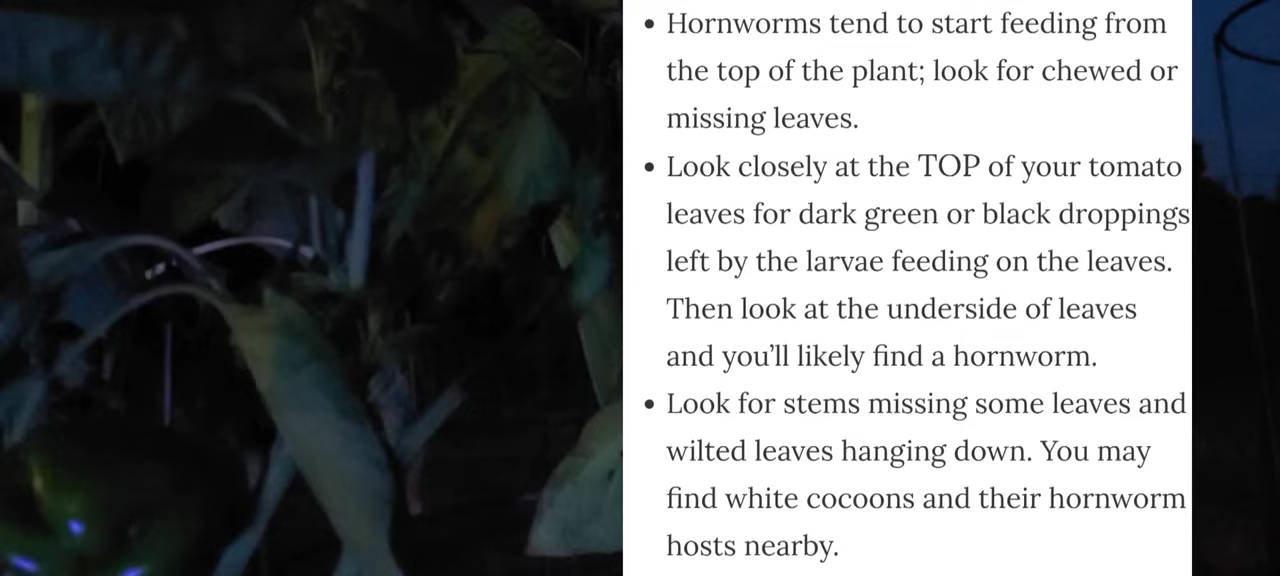 • Hornworms tend to start feeding from
the top of the plant; look for chewed or
missing leaves.
• Look closely at the TOP of your tomato
leaves for dark green or black droppings
left by the larvae feeding on the leaves.
Then look at the underside of leaves
and you’ll likely find a hornworm.
• Look for stems missing some leaves and
wilted leaves hanging down. You may
find white cocoons and their hornworm
hosts nearby.